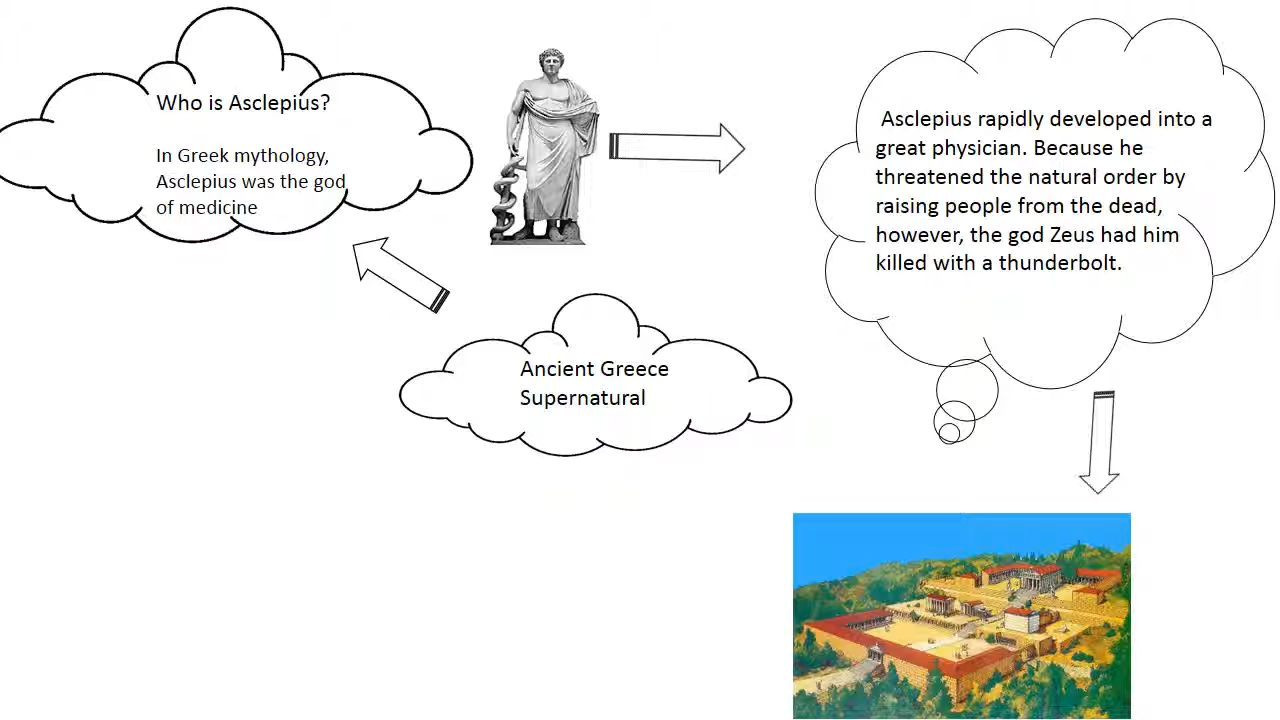 Who is Asclepius?
In Greek mythology,
Asclepius was the god
of medicine
Asclepius rapidly developed into a
great physician. Because he
threatened the natural order by
raising people from the dead,
however, the god Zeus had him
killed with a thunderbolt.
Ancient Greece
Supernatural